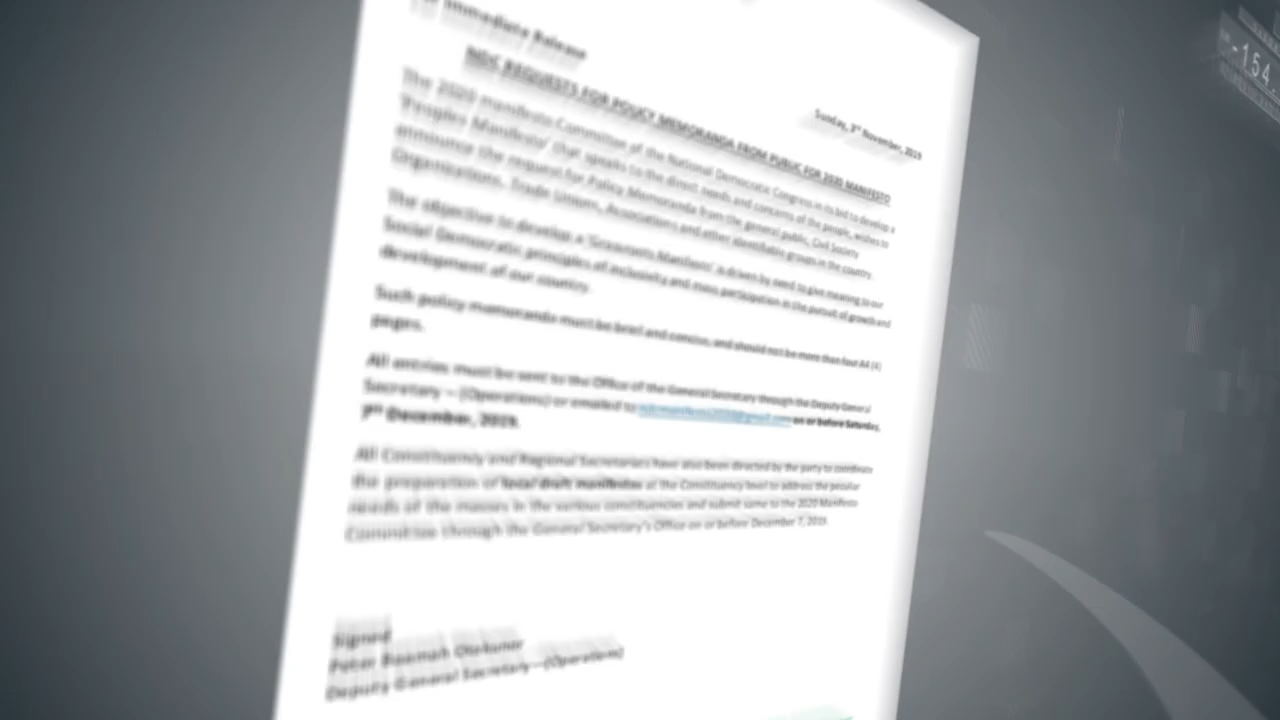 Immediate Release
Sunday, 3rd November, 2019
NDC REQUESTS FOR POLICY MEMORANDA FROM PUBLIC FOR 2020 MANIFESTO
The 2020 manifesto Committee of the National Democratic Congress in its bid to develop a
'Peoples Manifesto' that speaks to the direct needs and concerns of the people, wishes to
announce the request for Policy Memoranda from the general public, Civil Society
Organizations, Trade Unions, Associations and other identifiable groups in the country.
The objective to develop a 'Grassroots Manifesto' is driven by need to give meaning to our
Social Democratic principles of inclusivity and mass participation in the pursuit of growth and
development of our country.
Such policy memoranda must be brief and concise, and should not be more than four A4 (4)
pages.
All entries must be sent to the Office of the General Secretary through the Deputy General
Secretary – (Operations) or emailed to on or before Saturday,
7th December, 2019.
All Constituency and Regional Secretaries have also been directed by the party to coordinate
the preparation of local draft manifestos at the Constituency level to address the peculiar
needs of the masses in the various constituencies and submit same to the 2020 Manifesto
Committee through the General Secretary's Office on or before December 7, 2019.
Signed
Peter Boamah Otokunor
Deputy General Secretary – (Operations)
-154